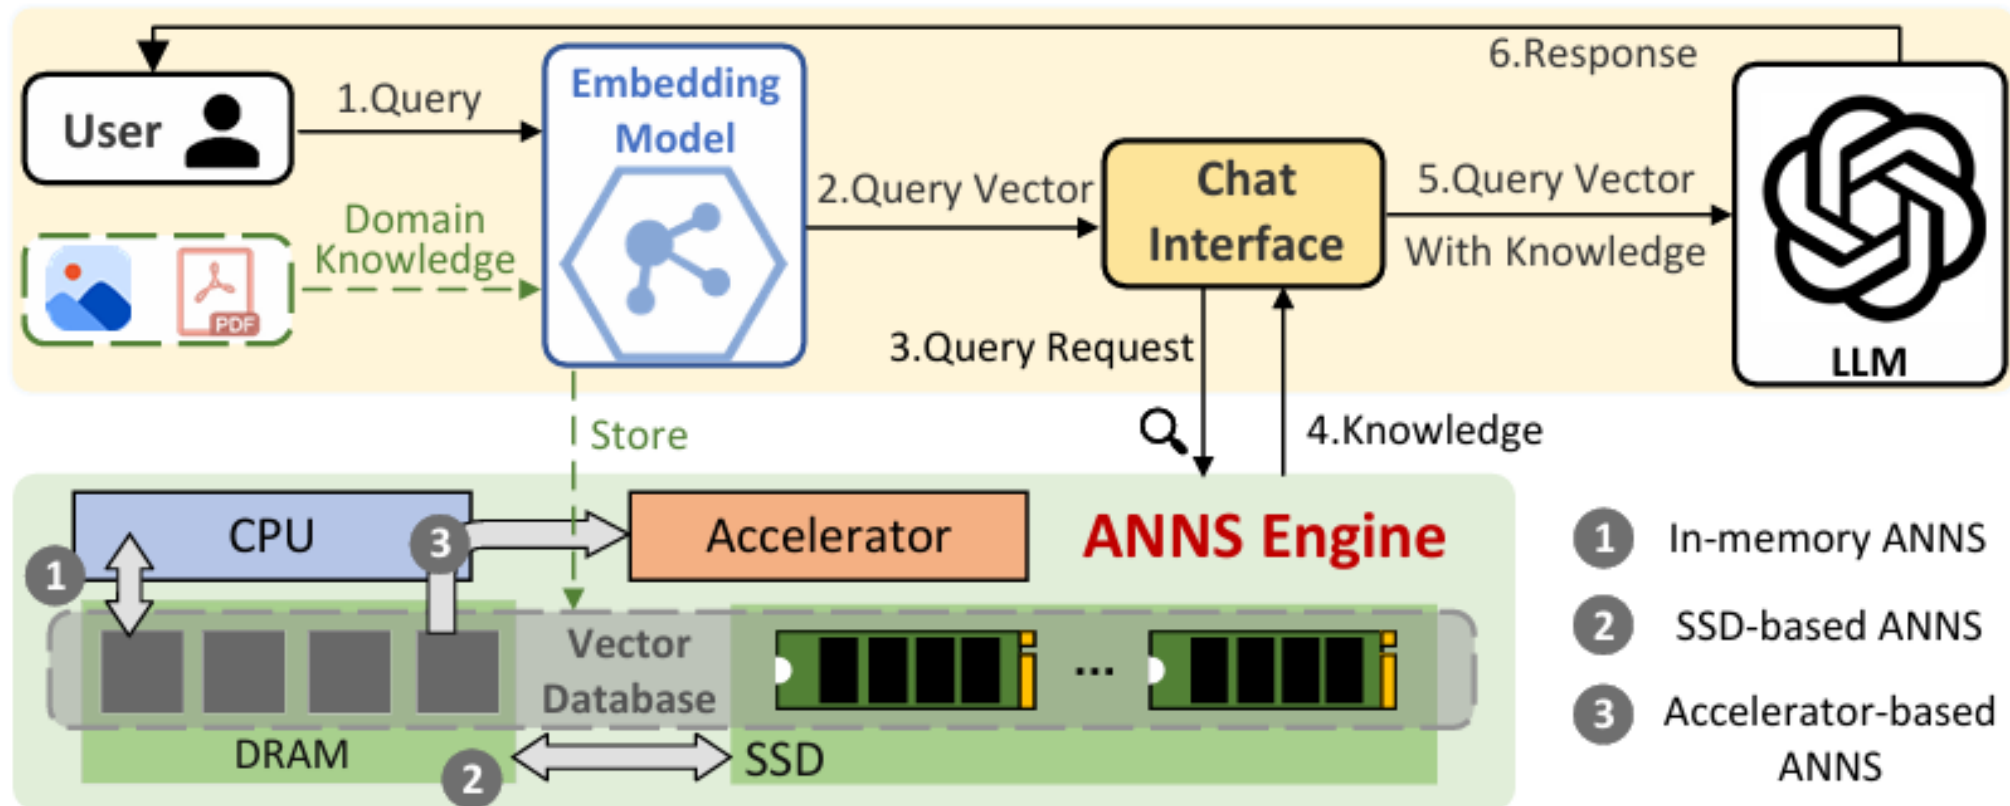 6.Response
User
1.Query
Embedding
Model
Domain
Knowledge
PDF
2.Query Vector
Chat
Interface
5.Query Vector
With Knowledge
LLM
3.Query Request
4.Knowledge
Store
CPU
3
Accelerator
ANNS Engine
1
Vector
Database
...
DRAM
2
SSD
1 In-memory ANNS
2 SSD-based ANNS
3 Accelerator-based
ANNS